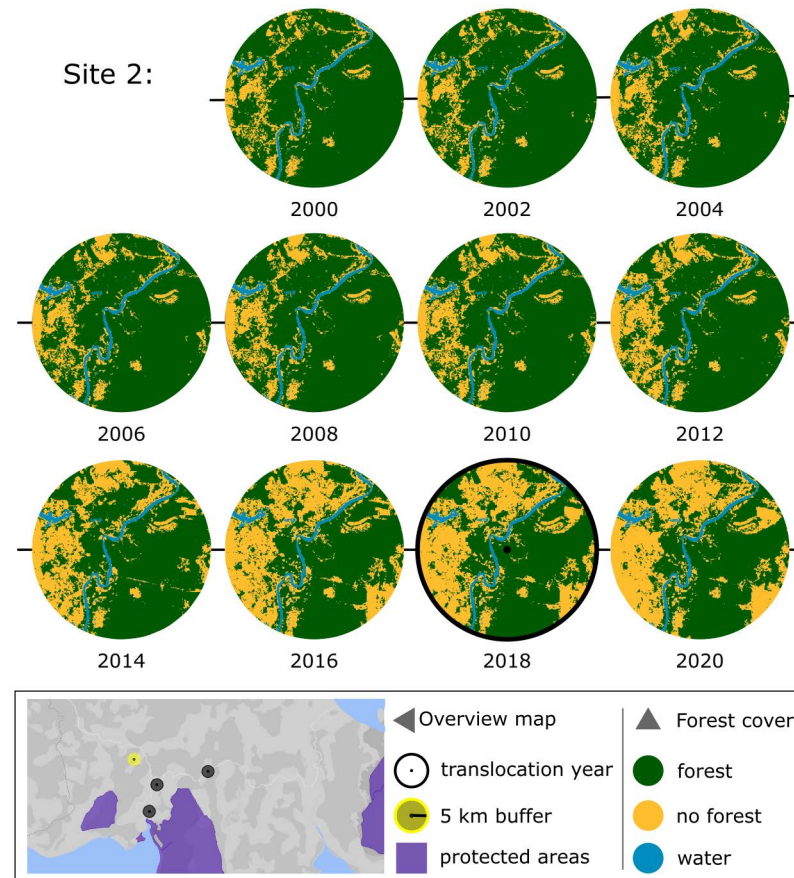 Site 2:
2000 2002 2004
2006 2008 2010 2012
2014 2016 2018 2020
Overview map
Forest cover
translocation year
forest
5 km buffer
no forest
protected areas
water